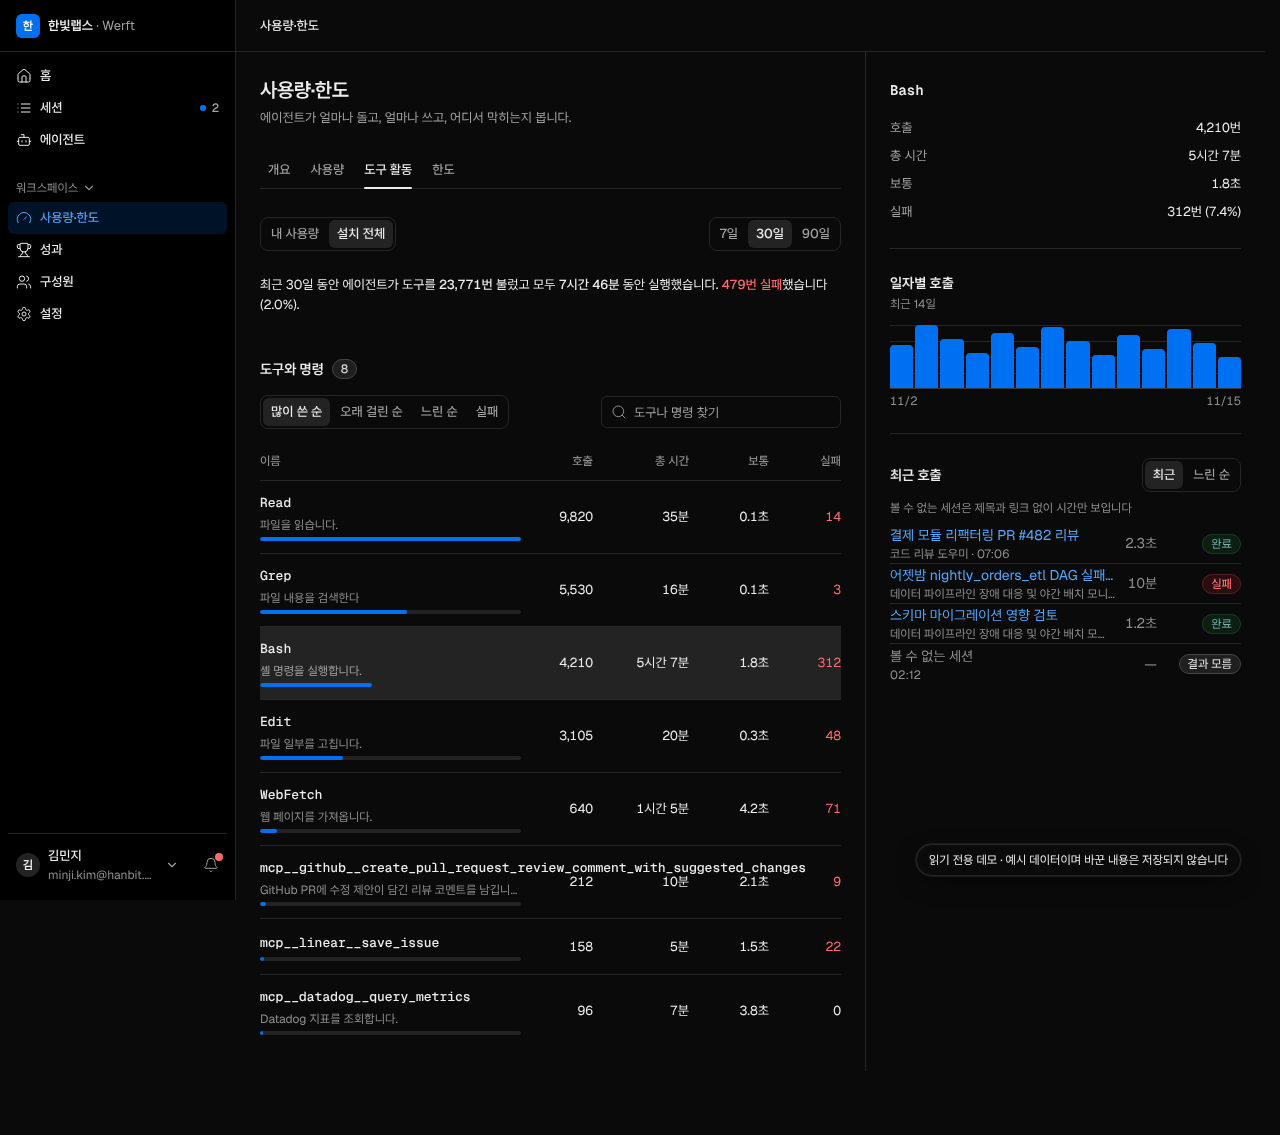 한 한빛랩스 · Werft
홈
세션 2
에이전트
워크스페이스
사용량·한도
성과
구성원
설정
김 김민지
minji.kim@hanbit....
사용량·한도
사용량·한도
에이전트가 얼마나 돌고, 얼마나 쓰고, 어디서 막히는지 봅니다.
개요 사용량 도구 활동 한도
내 사용량 설치 전체 7일 30일 90일
최근 30일 동안 에이전트가 도구를 23,771번 불렀고 모두 7시간 46분 동안 실행했습니다. 479번 실패했습니다
(2.0%).
도구와 명령 8
많이 쓴 순 오래 걸린 순 느린 순 실패 도구나 명령 찾기
이름 호출 총 시간 보통 실패
Read
파일을 읽습니다.
9,820 35분 0.1초 14
Grep
파일 내용을 검색한다
5,530 16분 0.1초 3
Bash
셸 명령을 실행합니다.
4,210 5시간 7분 1.8초 312
Edit
파일 일부를 고칩니다.
3,105 20분 0.3초 48
WebFetch
웹 페이지를 가져옵니다.
640 1시간 5분 4.2초 71
mcp__github__create_pull_request_review_comment_with_suggested_changes
GitHub PR에 수정 제안이 담긴 리뷰 코멘트를 남깁니...
212 10분 2.1초 9
mcp__linear__save_issue
158 5분 1.5초 22
mcp__datadog__query_metrics
Datadog 지표를 조회합니다.
96 7분 3.8초 0
Bash
호출 4,210번
총 시간 5시간 7분
보통 1.8초
실패 312번 (7.4%)
일자별 호출
최근 14일
11/2 11/15
최근 호출 최근 느린 순
볼 수 없는 세션은 제목과 링크 없이 시간만 보입니다
결제 모듈 리팩터링 PR #482 리뷰
코드 리뷰 도우미 · 07:06
2.3초 완료
어젯밤 nightly_orders_etl DAG 실패...
데이터 파이프라인 장애 대응 및 야간 배치 모니...
10분 실패
스키마 마이그레이션 영향 검토
데이터 파이프라인 장애 대응 및 야간 배치 모...
1.2초 완료
볼 수 없는 세션
02:12
— 결과 모름
읽기 전용 데모 · 예시 데이터이며 바꾼 내용은 저장되지 않습니다